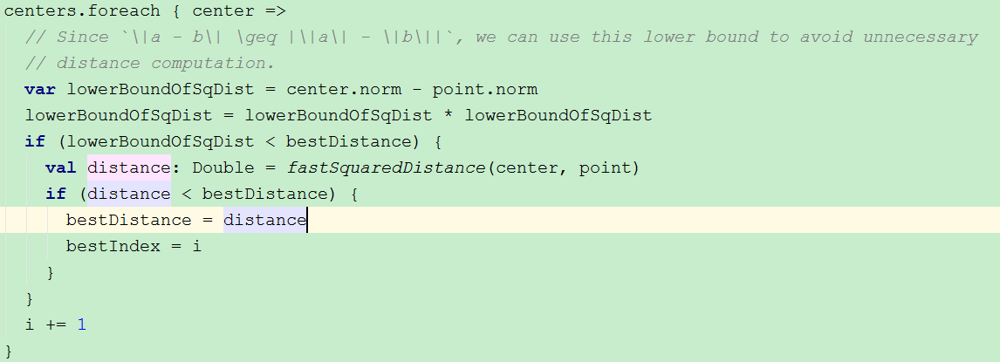 centers.foreach { center =>
  // Since `\|a - b\| \geq |\|a\| - \|b\||`, we can use this lower bound to avoid unnecessary
  // distance computation.
  var lowerBoundOfSqDist = center.norm - point.norm
  lowerBoundOfSqDist = lowerBoundOfSqDist * lowerBoundOfSqDist
  if (lowerBoundOfSqDist < bestDistance) {
    val distance: Double = fastSquaredDistance(center, point)
    if (distance < bestDistance) {
      bestDistance = distance
      bestIndex = i
    }
  }
  i += 1
}